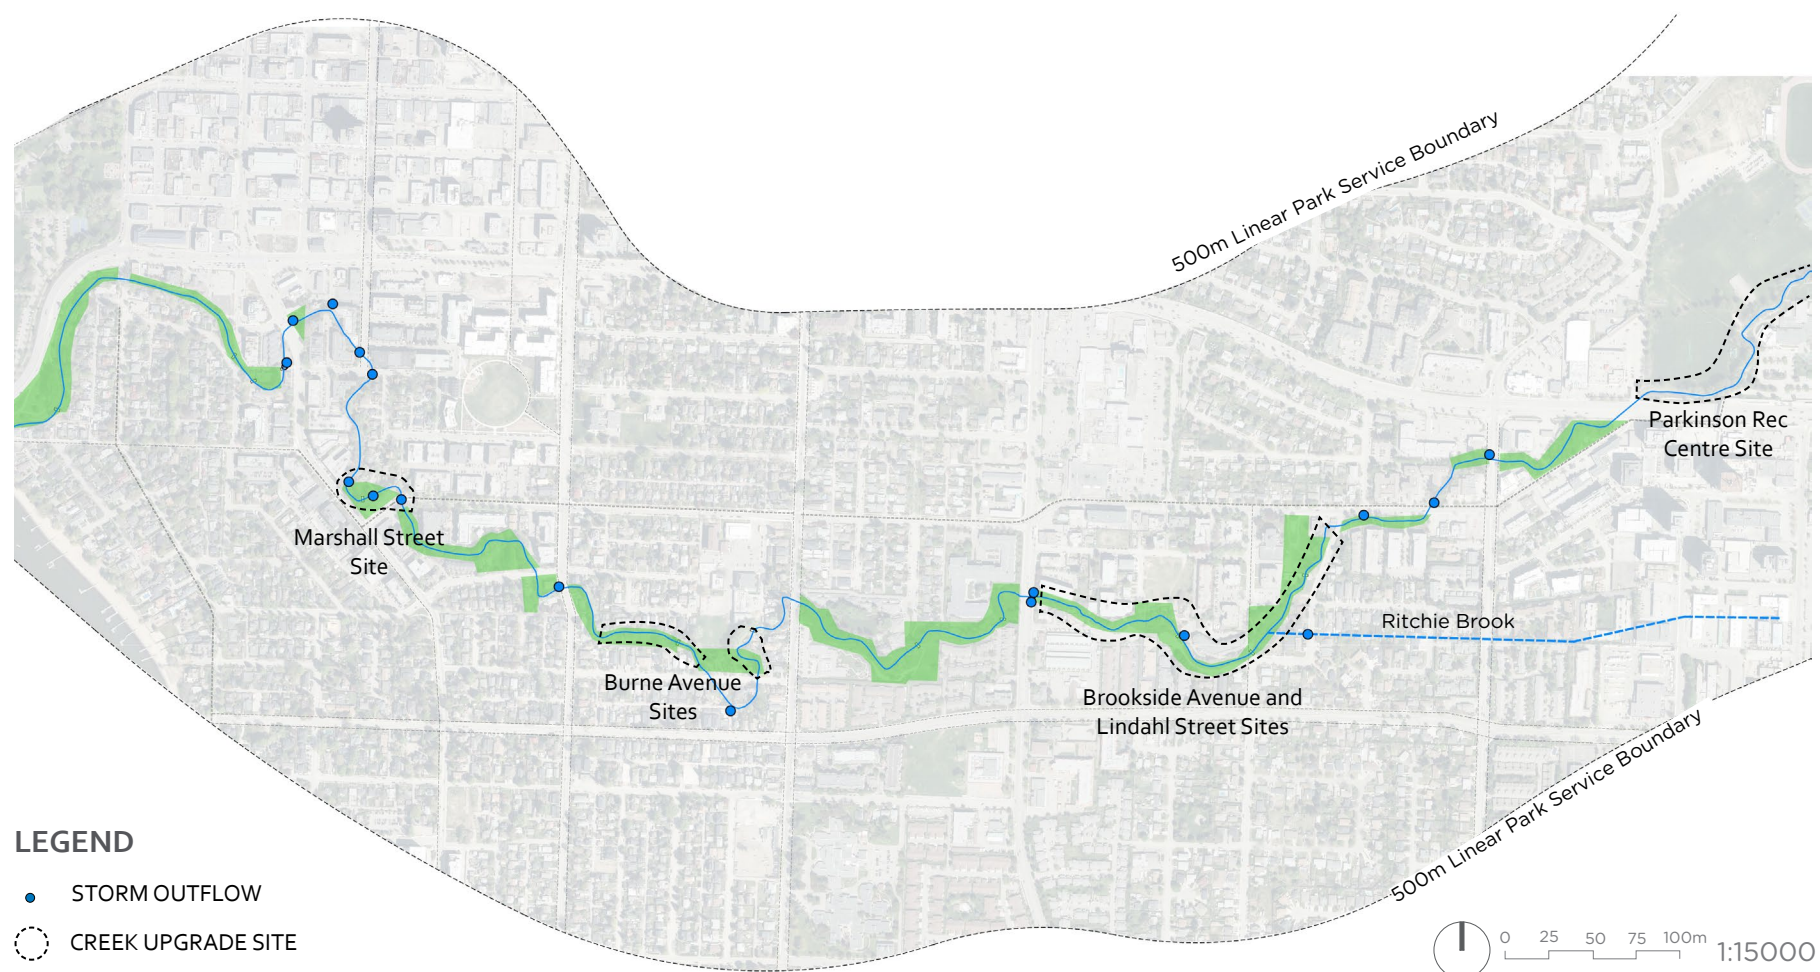 500m Linear Park Service Boundary
Parkinson Rec
Centre Site
Marshall Street
Site
Ritchie Brook
Burne Avenue
Sites
Brookside Avenue and
Lindahl Street Sites
500m Linear Park Service Boundary
LEGEND
STORM OUTFLOW
CREEK UPGRADE SITE
0 25 50 75 100m 1:15000